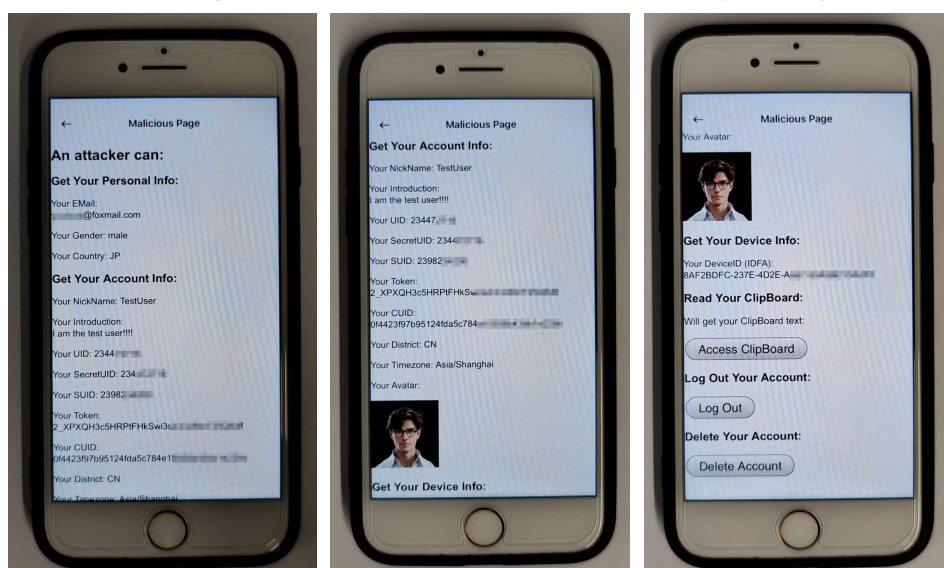 Malicious Page
An attacker can:
Get Your Personal Info:
Your EMail:
@foxmail.com
Your Gender: male
Your Country: JP
Get Your Account Info:
Your NickName: TestUser
Your Introduction:
I am the test user!!!!
Your UID: 2344
Your SecretUID: 234
Your SUID: 23982
Your Token:
2_XPXQH3c5HRPtFHkSwi3s
Your CUID:
0f4423f97b95124fda5c784e15
Your District: CN
Your Timezone: Asia/Shanghai
Malicious Page
Get Your Account Info:
Your NickName: TestUser
Your Introduction:
I am the test user!!!!
Your UID: 23447
Your SecretUID: 2344
Your SUID: 23982
Your Token:
2_XPXQH3c5HRPtFHkSw
Your CUID:
0f4423f97b95124fda5c784
Your District: CN
Your Timezone: Asia/Shanghai
Your Avatar:
Get Your Device Info:
Malicious Page
Your Avatar:
Get Your Device Info:
Your DeviceID (IDFA):
8AF2BDFC-237E-4D2E-A
Read Your ClipBoard:
Will get your ClipBoard text:
Access ClipBoard
Log Out Your Account:
Log Out
Delete Your Account:
Delete Account